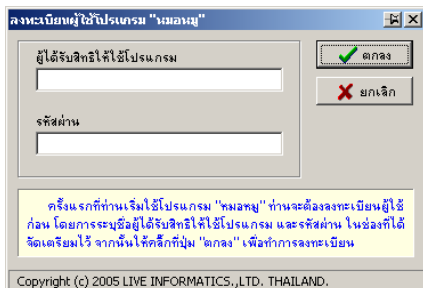 ลงทะเบียนผู้ใช้โปรแกรม "หมอหมู"
ผู้ได้รับสิทธิให้ใช้โปรแกรม
ตกลง
ยกเลิก
รหัสผ่าน
ครั้งแรกที่ท่านเริ่มใช้โปรแกรม "หมอหมู" ท่านจะต้องลงทะเบียนผู้ใช้
ก่อน โดยการระบุชื่อผู้ได้รับสิทธิให้ใช้โปรแกรม และรหัสผ่าน ในช่องที่ได้
จัดเตรียมไว้ จากนั้นให้คลิ๊กที่ปุ่ม "ตกลง" เพื่อทำการลงทะเบียน
Copyright (c) 2005 LIVE INFORMATICS.,LTD. THAILAND.